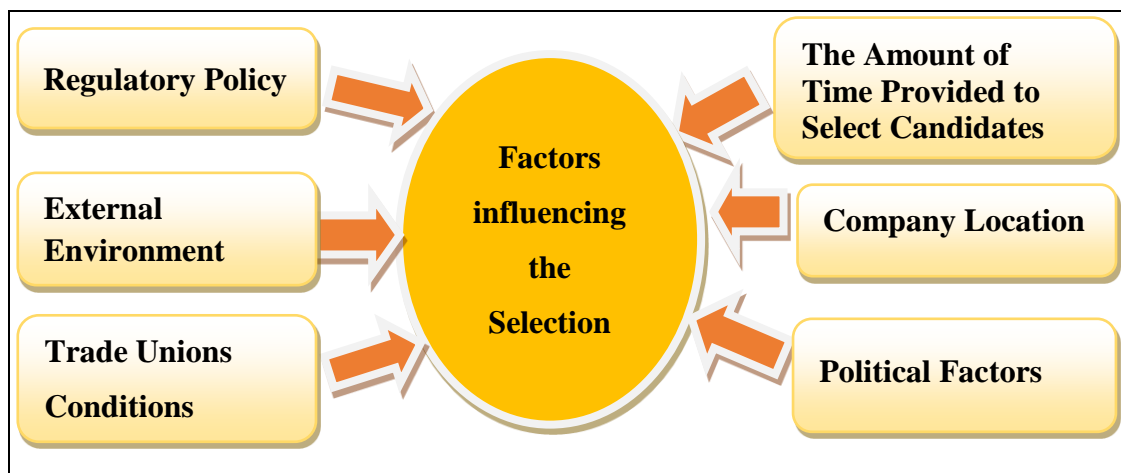 Regulatory Policy
External
Environment
Trade Unions
Conditions
Factors
influencing
the
Selection
The Amount of
Time Provided to
Select Candidates
Company Location
Political Factors